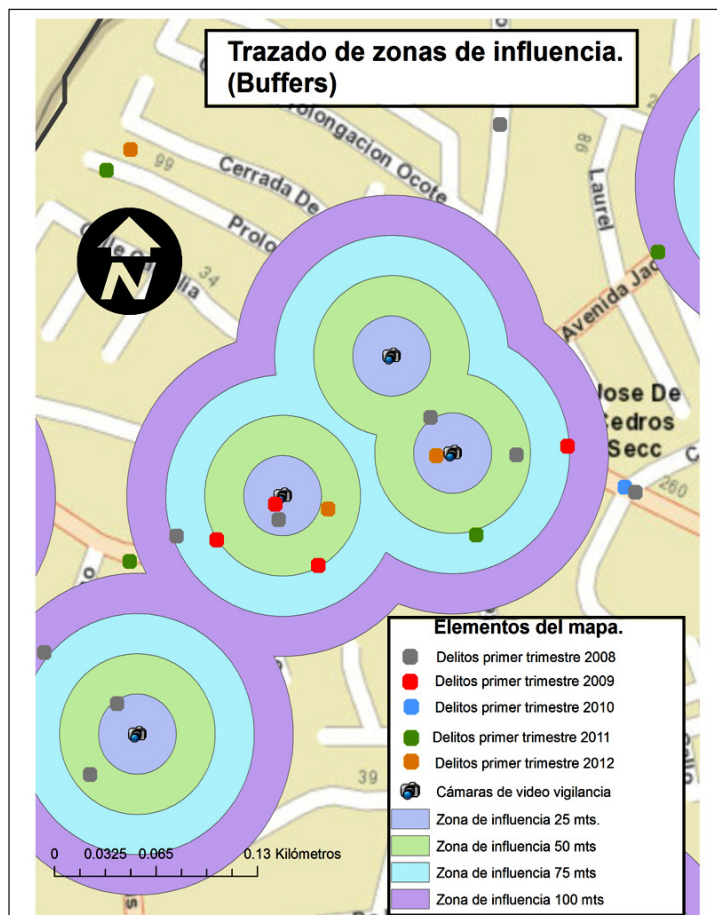 Trazado de zonas de influencia.
(Buffers)
Prolongacion Ocote
98
99
Cerrada De
Laurel
Prolo
Calle
34
N
Avenida Jac
Jose De
Cedros
Secc
260
Elementos del mapa.
Delitos primer trimestre 2008
Delitos primer trimestre 2009
Delitos primer trimestre 2010
Delitos primer trimestre 2011
Delitos primer trimestre 2012
Cámaras de video vigilancia
Zona de influencia 25 mts.
Zona de influencia 50 mts
Zona de influencia 75 mts
Zona de influencia 100 mts
39
0 0.0325 0.065 0.13 Kilómetros